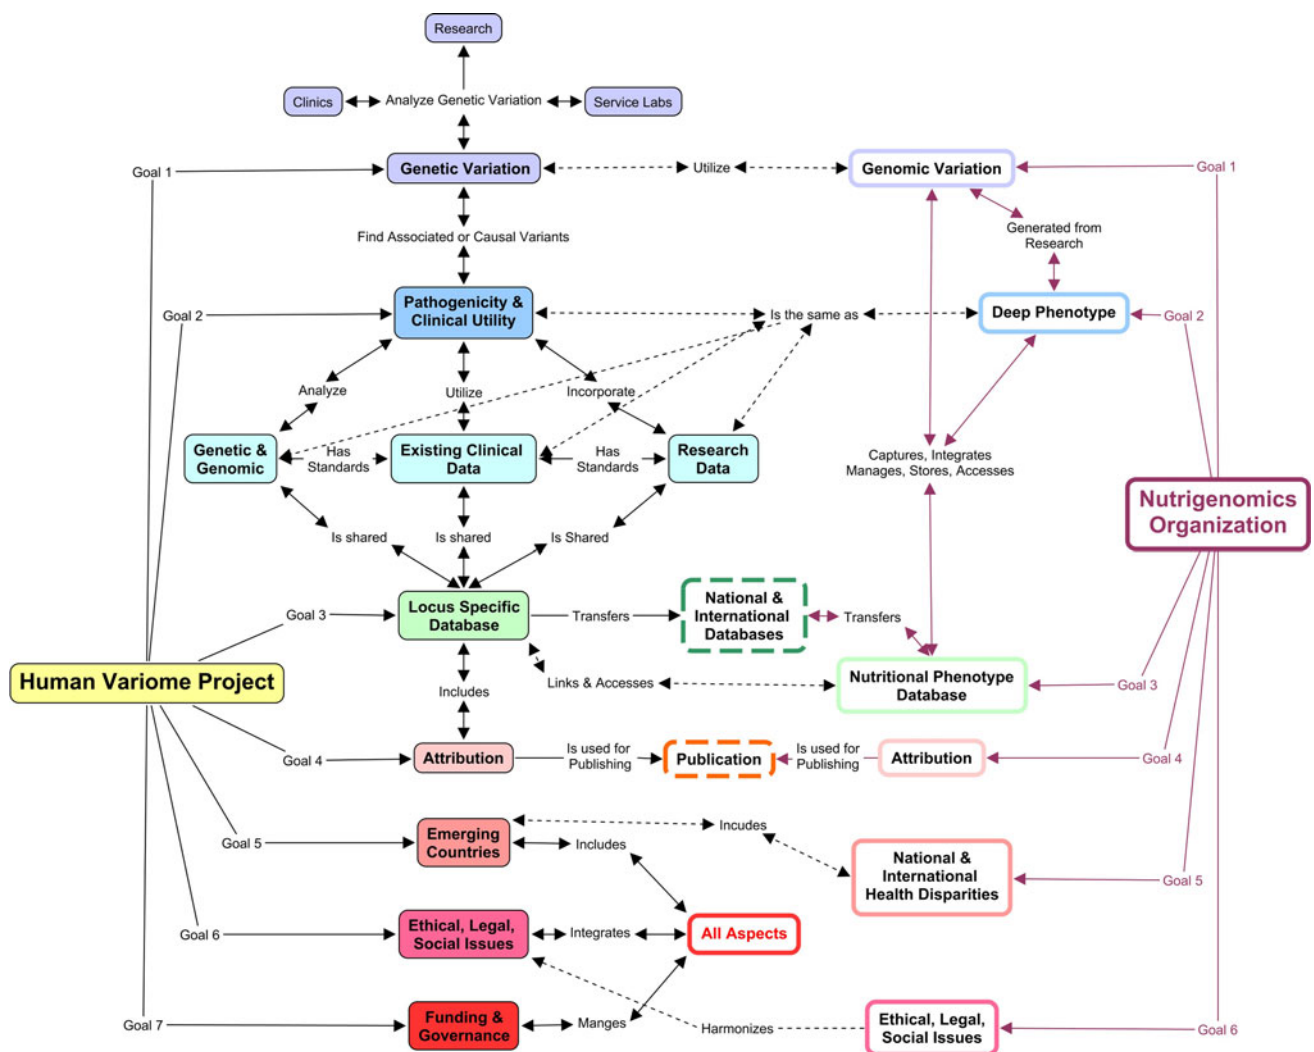 Research
Clinics
Analyze Genetic Variation
Service Labs
Goal 1
Genetic Variation
Utilize
Genomic Variation
Goal 1
Find Associated or Causal Variants
Generated from
Research
Goal 2
Pathogenicity &
Clinical Utility
Is the same as
Deep Phenotype
Goal 2
Analyze
Utilize
Incorporate
Genetic &
Genomic
Has
Standards
Existing Clinical
Data
Has
Standards
Research
Data
Captures, Integrates
Manages, Stores, Accesses
Nutrigenomics
Organization
Is shared
Is shared
Is Shared
Goal 3
Locus Specific
Database
Transfers
National &
International
Databases
Transfers
Human Variome Project
Includes
Links & Accesses
Nutritional Phenotype
Database
Goal 3
Goal 4
Attribution
Is used for
Publishing
Publication
Is used for
Publishing
Attribution
Goal 4
Goal 5
Emerging
Countries
Includes
Incudes
National &
International
Health Disparities
Goal 5
Goal 6
Ethical, Legal,
Social Issues
Integrates
All Aspects
Goal 7
Funding &
Governance
Manges
Harmonizes
Ethical, Legal,
Social Issues
Goal 6